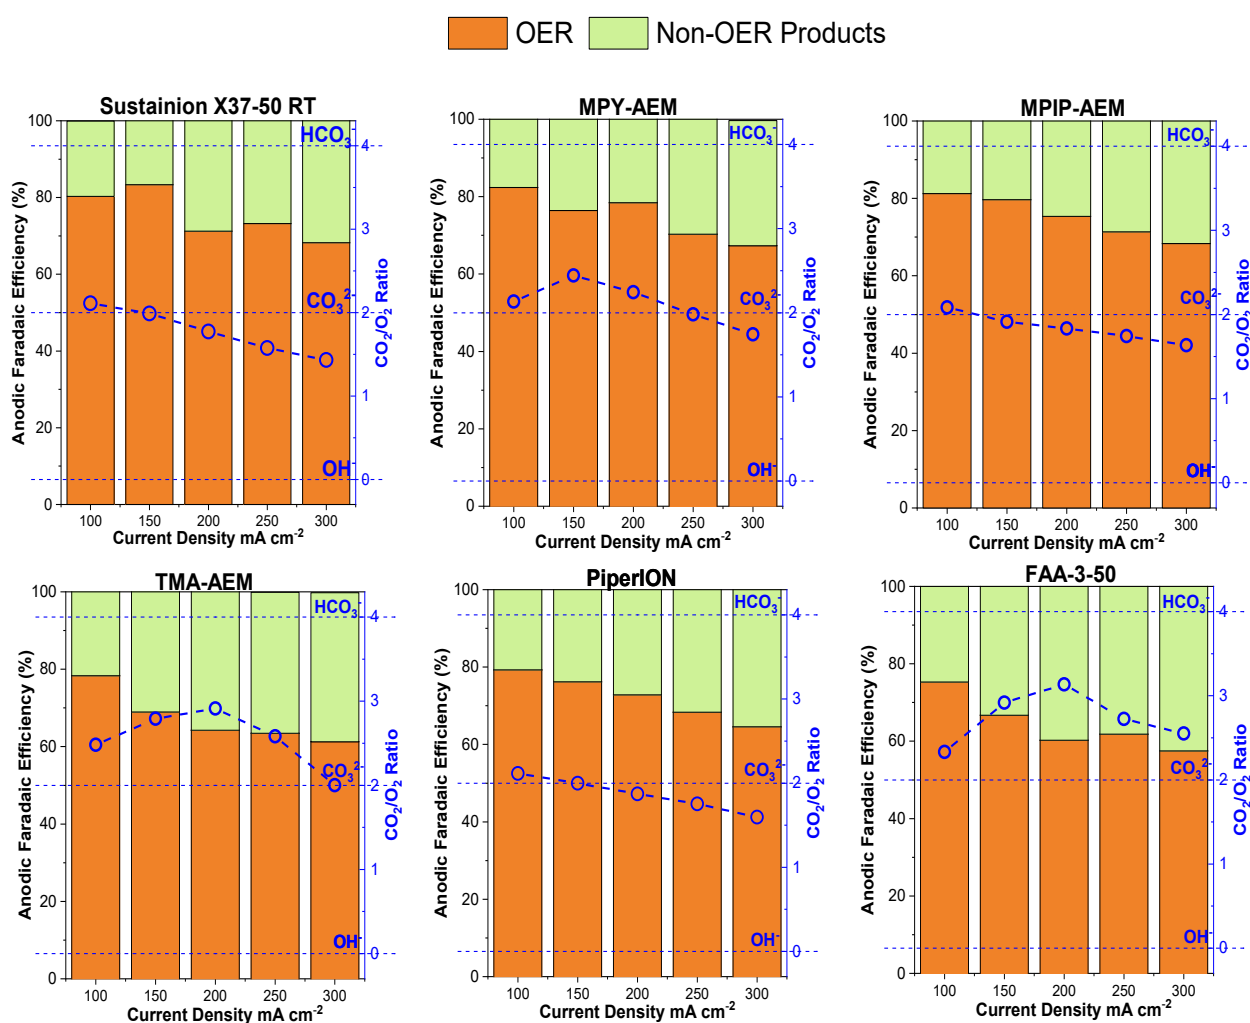 OER Non-OER Products
Sustainion X37-50 RT
Anodic Faradaic Efficiency (%)
100
80
60
40
20
0
HCO₃⁻
CO₃²
OH⁻
4
3
2
1
0
CO₂/O₂ Ratio
100 150 200 250 300
Current Density mA cm⁻²
MPY-AEM
Anodic Faradaic Efficiency (%)
100
80
60
40
20
0
HCO₃⁻
CO₃²
OH⁻
4
3
2
1
0
CO₂/O₂ Ratio
100 150 200 250 300
Current Density mA cm⁻²
MPIP-AEM
Anodic Faradaic Efficiency (%)
100
80
60
40
20
0
HCO₃⁻
CO₃²
OH⁻
4
3
2
1
0
CO₂/O₂ Ratio
100 150 200 250 300
Current Density mA cm⁻²
TMA-AEM
Anodic Faradaic Efficiency (%)
100
80
60
40
20
0
HCO₃⁻
CO₃²
OH⁻
4
3
2
1
0
CO₂/O₂ Ratio
100 150 200 250 300
Current Density mA cm⁻²
PiperION
Anodic Faradaic Efficiency (%)
100
80
60
40
20
0
HCO₃⁻
CO₃²
OH⁻
4
3
2
1
0
CO₂/O₂ Ratio
100 150 200 250 300
Current Density mA cm⁻²
FAA-3-50
Anodic Faradaic Efficiency (%)
100
80
60
40
20
0
HCO₃⁻
CO₃²
OH⁻
4
3
2
1
0
CO₂/O₂ Ratio
100 150 200 250 300
Current Density mA cm⁻²